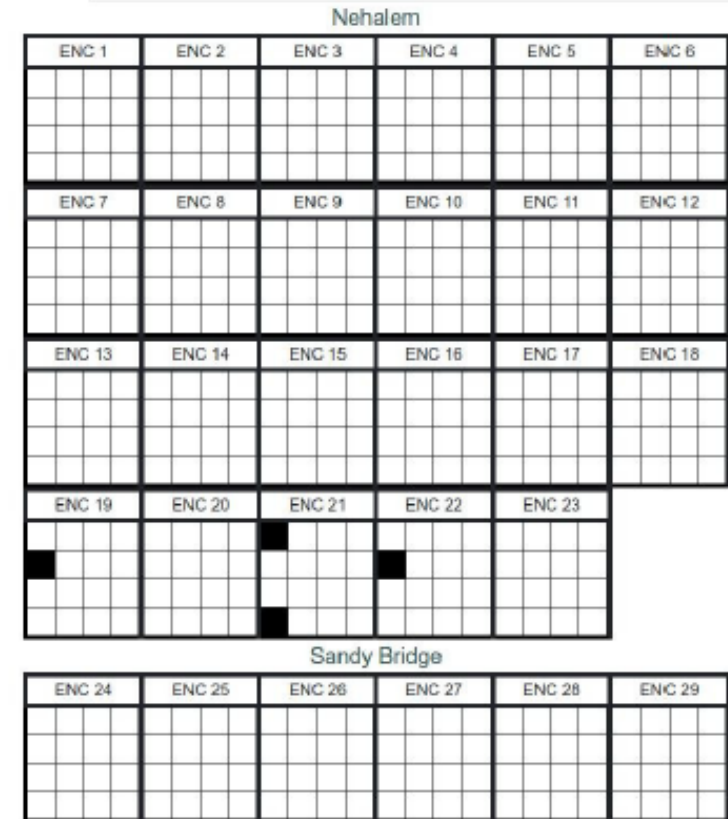 Nehalem
ENC 1 ENC 2 ENC 3 ENC 4 ENC 5 ENC 6
ENC 7 ENC 8 ENC 9 ENC 10 ENC 11 ENC 12
ENC 13 ENC 14 ENC 15 ENC 16 ENC 17 ENC 18
ENC 19 ENC 20 ENC 21 ENC 22 ENC 23
Sandy Bridge
ENC 24 ENC 25 ENC 26 ENC 27 ENC 28 ENC 29